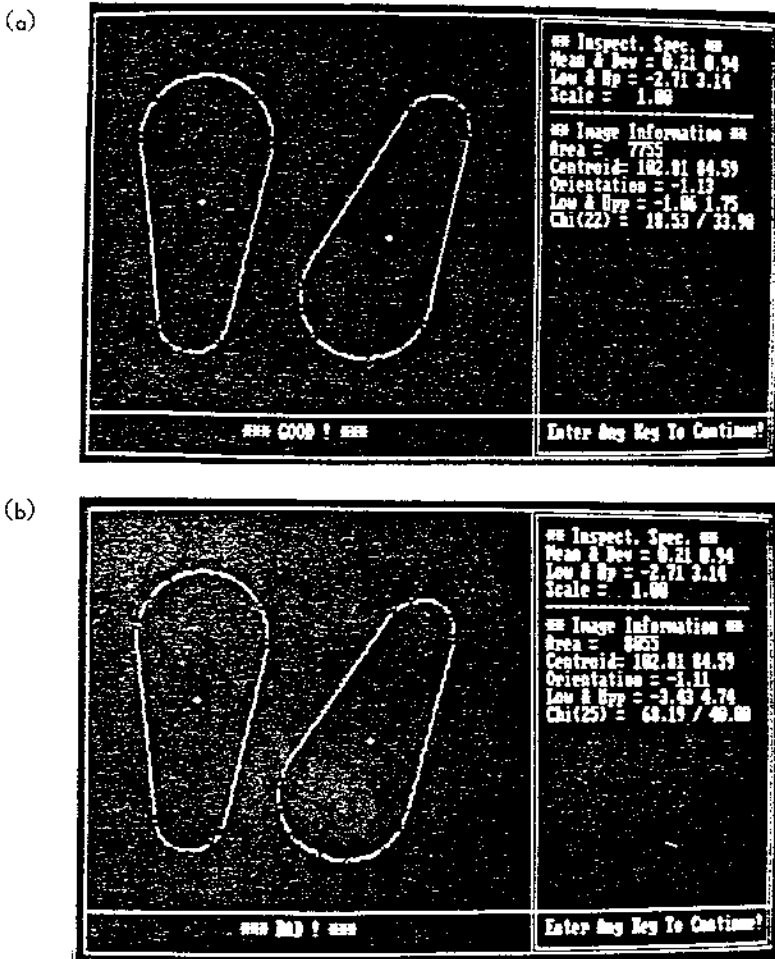 (a)
** Inspect. Spec. **
Mean & Dev = 0.21 0.94
Low & Up = -2.71 3.14
Scale = 1.00
** Image Information **
Area = 7755
Centroid= 102.81 84.59
Orientation = -1.13
Low & Upp = -1.06 1.75
Chi(22) = 18.53 / 33.90
*** GOOD ! ***
Enter Any Key To Continue!
(b)
** Inspect. Spec. **
Mean & Dev = 0.21 0.94
Low & Up = -2.71 3.14
Scale = 1.00
** Image Information **
Area = 8055
Centroid= 102.81 84.59
Orientation = -1.11
Low & Upp = -3.43 4.74
Chi(25) = 68.19 / 40.00
*** BAD ! ***
Enter Any Key To Continue!